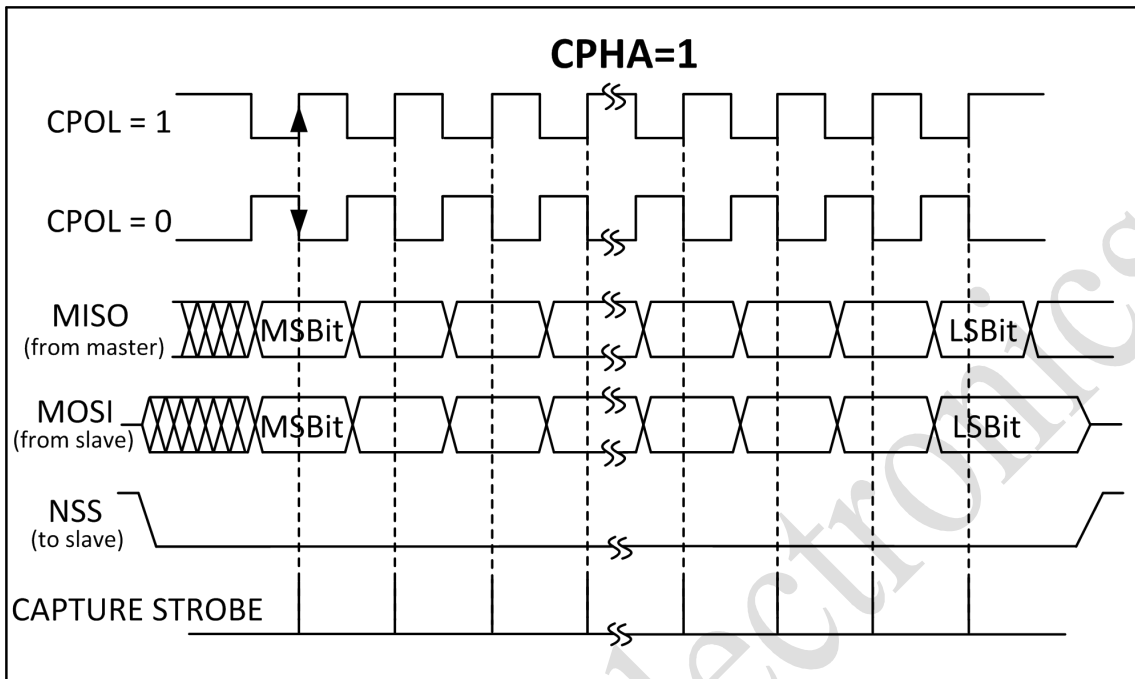 CPHA=1
CPOL = 1
CPOL = 0
MISO
(from master)
MSBit
LSBit
MOSI
(from slave)
MSBit
LSBit
NSS
(to slave)
CAPTURE STROBE